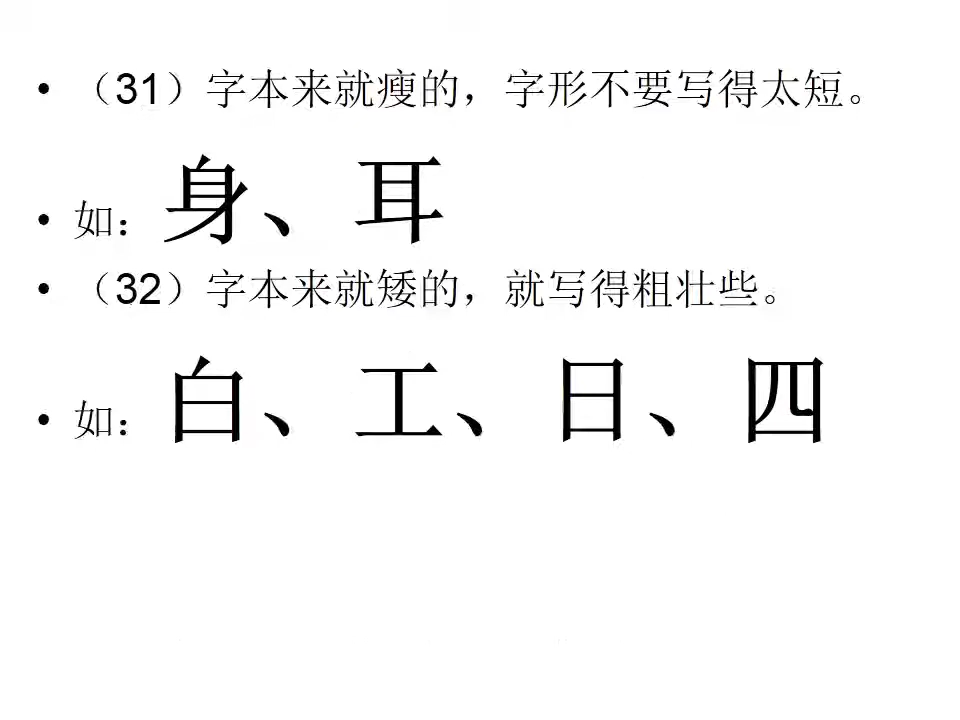 • （31）字本来就瘦的，字形不要写得太短。
• 如：身、耳
• （32）字本来就矮的，就写得粗壮些。
• 如：白、工、日、四